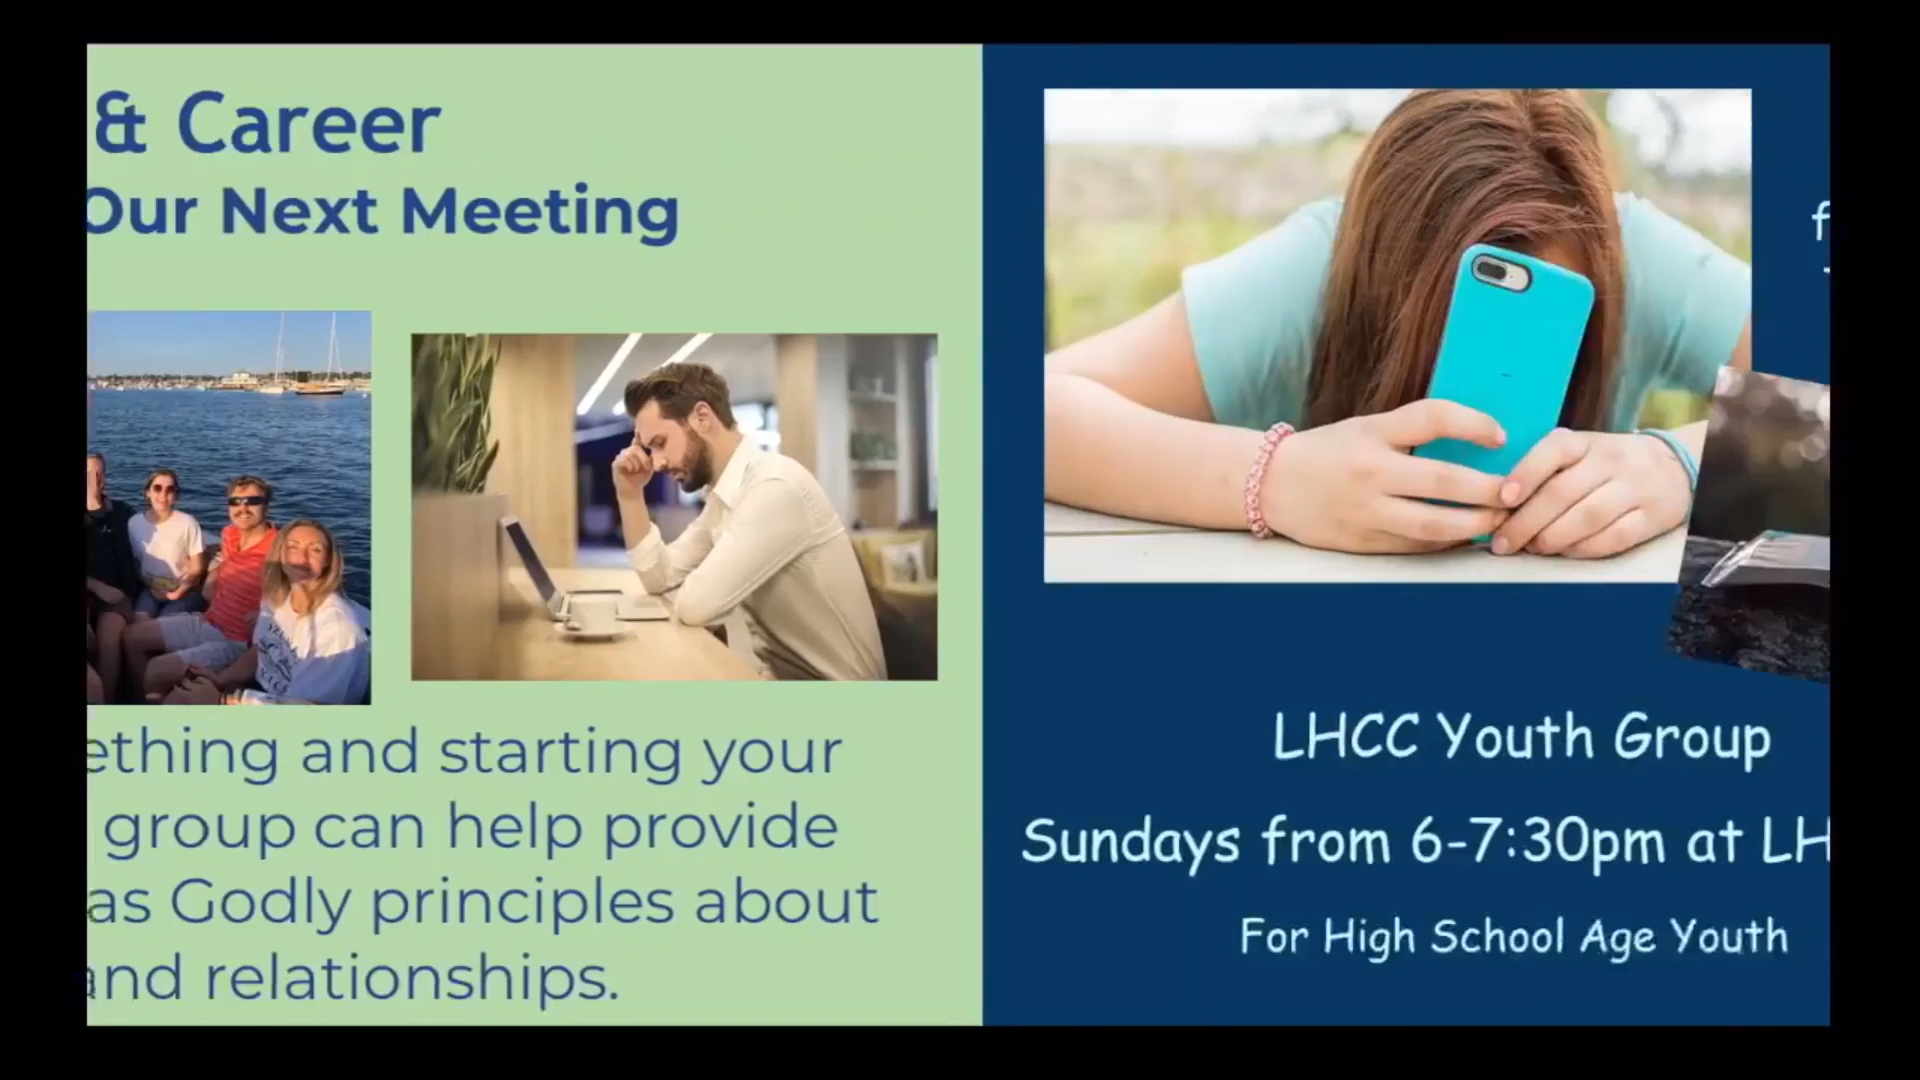 & Career
Our Next Meeting
ething and starting your
group can help provide
as Godly principles about
and relationships.
LHCC Youth Group
Sundays from 6-7:30pm at LH
For High School Age Youth